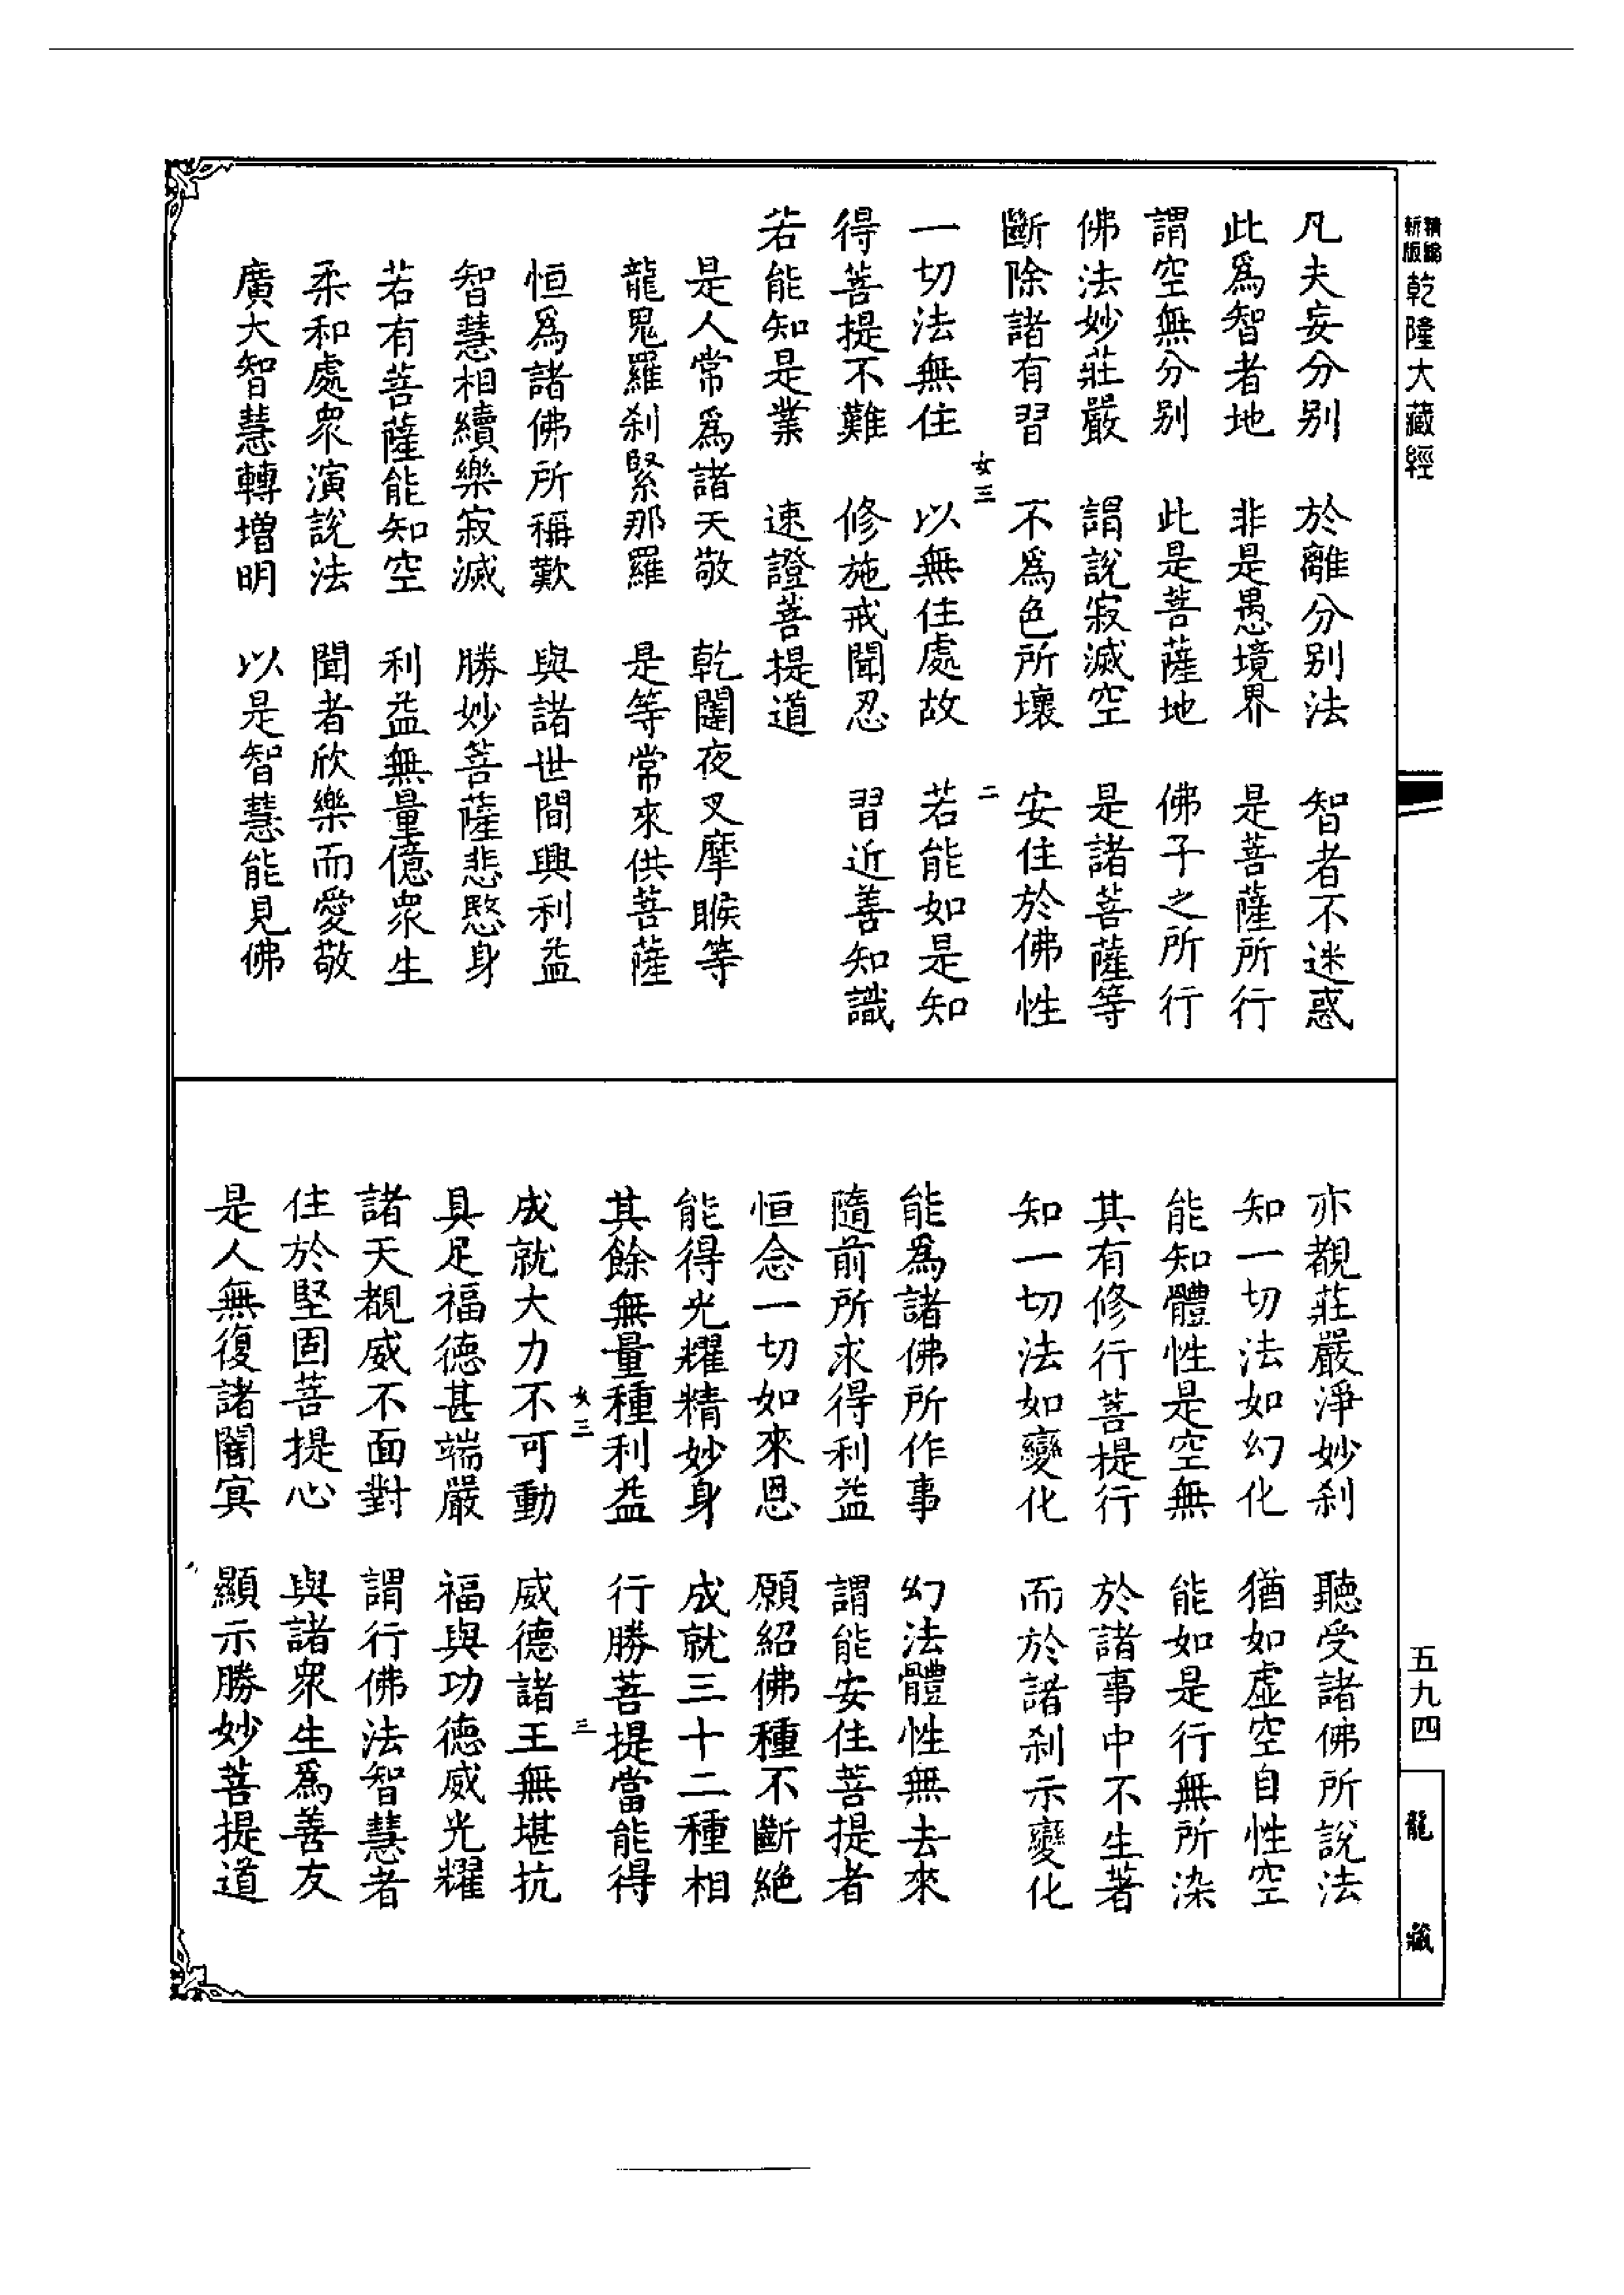 精縮新版乾隆大藏經
凡夫妄分別　於離分別法　智者不迷惑
此爲智者地　非是愚境界　是菩薩所行
謂空無分別　此是菩薩地　佛子之所行
佛法妙莊嚴　謂說寂滅空　是諸菩薩等
斷除諸有習　不爲色所壞　安住於佛性
女三　二
一切法無住　以無住處故　若能如是知
得菩提不難　修施戒聞忍　習近善知識
若能知是業　速證菩提道
是人常爲諸天敬　乾闥夜叉摩睺等
龍鬼羅刹緊那羅　是等常來供菩薩
恒爲諸佛所稱歎　與諸世間興利益
智慧相續樂寂滅　勝妙菩薩悲愍身
若有菩薩能知空　利益無量億衆生
柔和處衆演說法　聞者欣樂而愛敬
廣大智慧轉增明　以是智慧能見佛
亦覩莊嚴淨妙刹　聽受諸佛所說法
知一切法如幻化　猶如虛空自性空
能知體性是空無　能如是行無所染
其有修行菩提行　於諸事中不生著
知一切法如變化　而於諸刹示變化
能爲諸佛所作事　幻法體性無去來
隨前所求得利益　謂能安住菩提者
恒念一切如來恩　願紹佛種不斷絶
能得光耀精妙身　成就三十二種相
其餘無量種利益　行勝菩提當能得
女三　三
成就大力不可動　威德諸王無堪抗
具足福德甚端嚴　福與功德威光耀
諸天覩威不面對　謂行佛法智慧者
住於堅固菩提心　與諸衆生爲善友
是人無復諸闇冥　顯示勝妙菩提道
五九四
龍藏